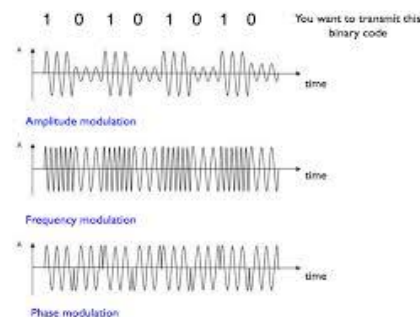 1 0 1 0 1 0 1 0
You want to transmit this
binary code
A
time
Amplitude modulation
A
time
Frequency modulation
A
time
Phase modulation